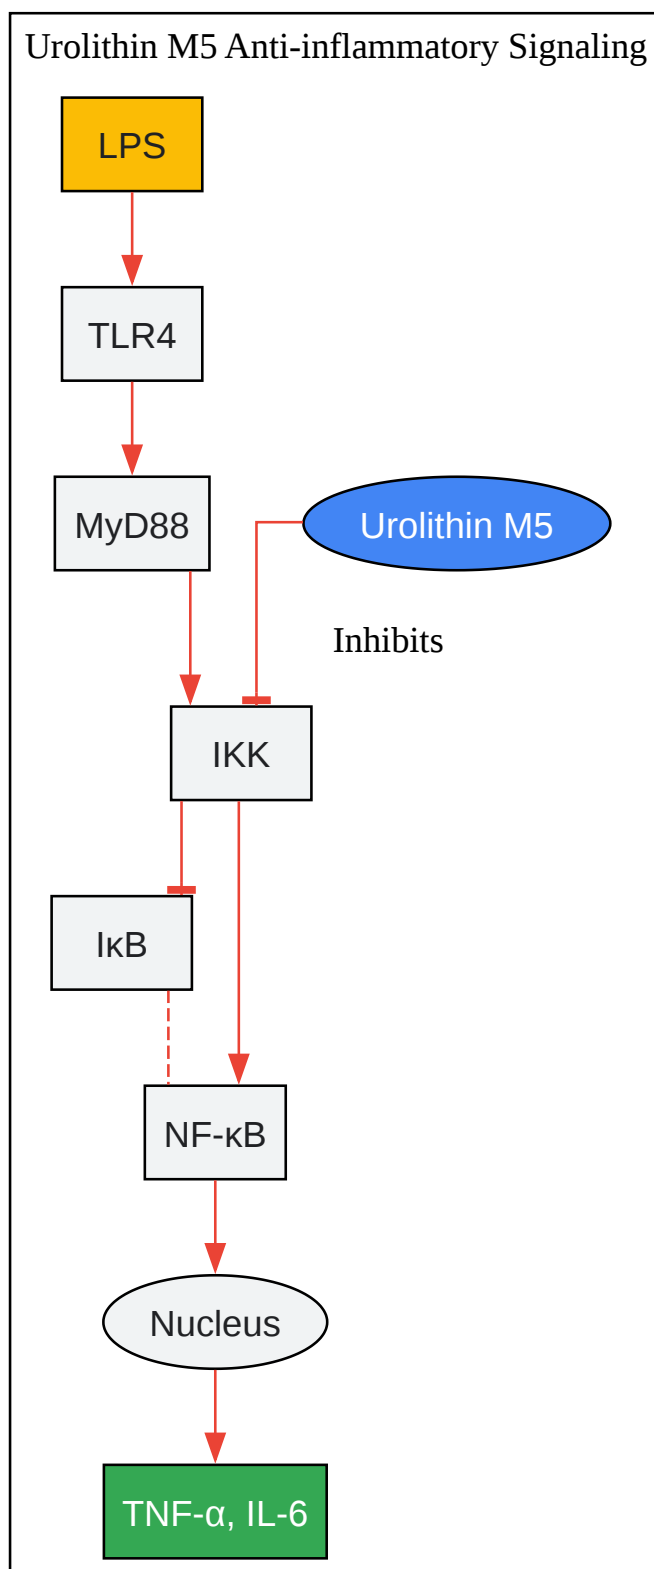 Urolithin M5 Anti-inflammatory Signaling
LPS
TLR4
MyD88
Urolithin M5
Inhibits
IKK
IκB
NF-κB
Nucleus
TNF-α, IL-6